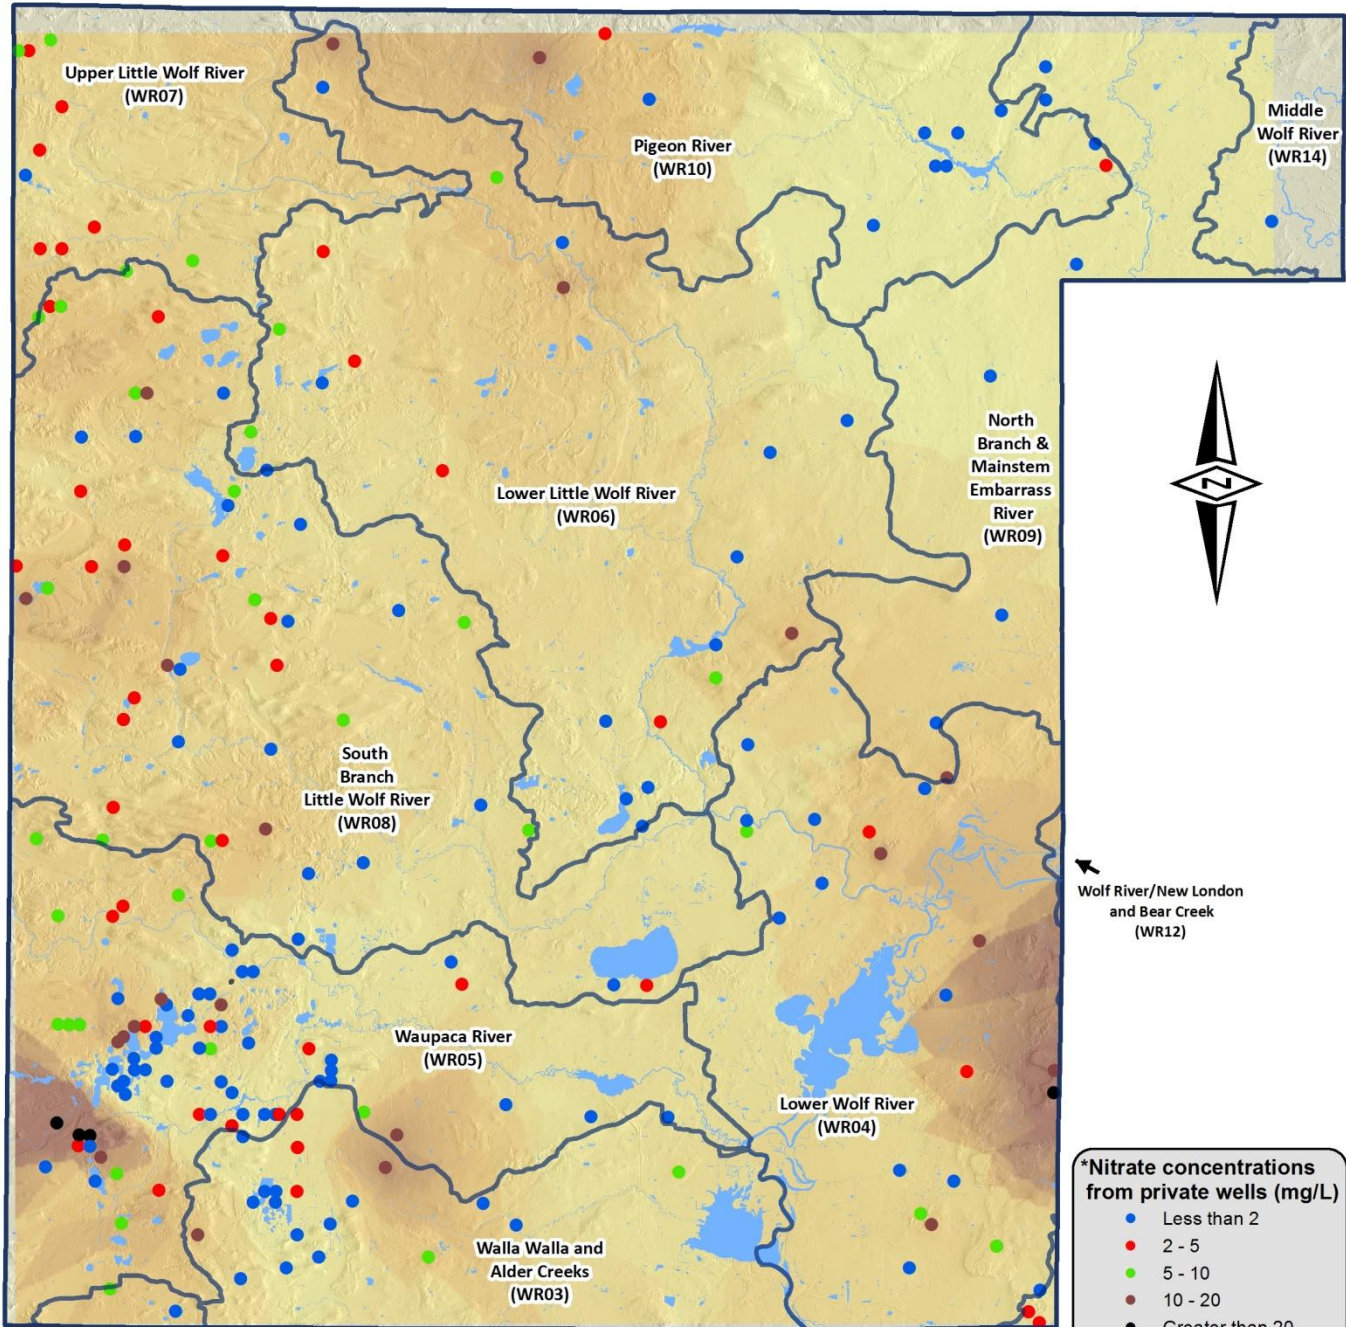 Upper Little Wolf River
(WR07)
Pigeon River
(WR10)
Middle
Wolf River
(WR14)
North
Branch &
Mainstem
Embarrass
River
(WR09)
Lower Little Wolf River
(WR06)
N
South
Branch
Little Wolf River
(WR08)
Wolf River/New London
and Bear Creek
(WR12)
Waupaca River
(WR05)
Lower Wolf River
(WR04)
Walla Walla and
Alder Creeks
(WR03)
*Nitrate concentrations
from private wells (mg/L)
Less than 2
2 - 5
5 - 10
10 - 20
Greater than 20